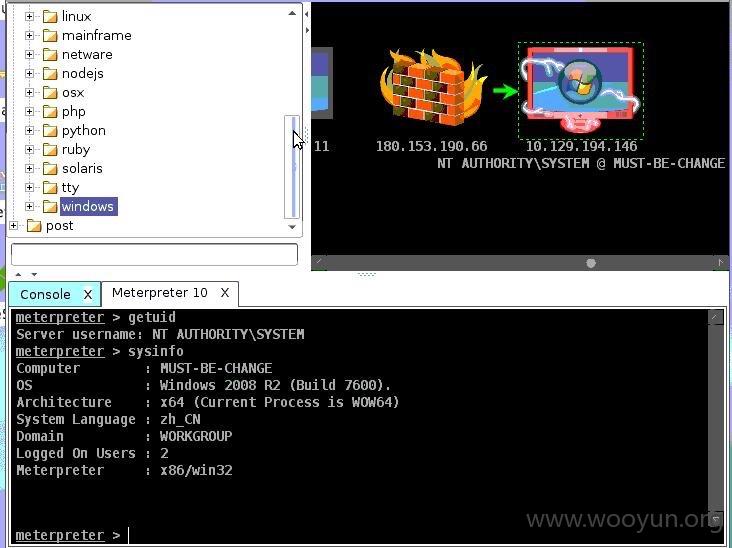 linux
mainframe
netware
nodejs
osx
php
python
ruby
solaris
tty
windows
post
11
180.153.190.66
10.129.194.146
NT AUTHORITY\SYSTEM @ MUST-BE-CHANGE
Console X
Meterpreter 10 X
meterpreter > getuid
Server username: NT AUTHORITY\SYSTEM
meterpreter > sysinfo
Computer : MUST-BE-CHANGE
OS : Windows 2008 R2 (Build 7600).
Architecture : x64 (Current Process is WOW64)
System Language : zh_CN
Domain : WORKGROUP
Logged On Users : 2
Meterpreter : x86/win32
www.wooyun.org
meterpreter >